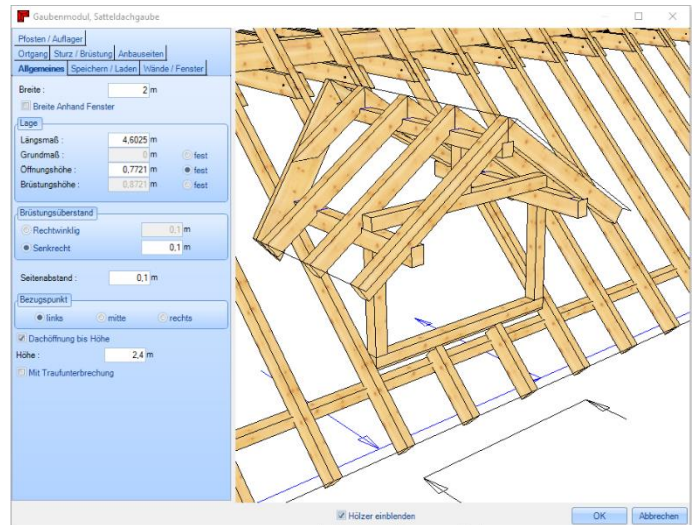 Gaubenmodul, Satteldachgaube
Pfosten / Auflager
Ortgang Sturz / Brüstung Anbauseiten
Allgemeines Speichern / Laden Wände / Fenster
Breite : 2 m
Breite Anhand Fenster
Lage
Längsmaß : 4,6025 m
Grundmaß : 0 m fest
Öffnungshöhe : 0,7721 m fest
Brüstungshöhe : 0,8721 m fest
Brüstungsüberstand
Rechtwinklig 0,1 m
Senkrecht 0,1 m
Seitenabstand : 0,1 m
Bezugspunkt
links mitte rechts
Dachöffnung bis Höhe
Höhe : 2,4 m
Mit Traufunterbrechung
Hölzer einblenden OK Abbrechen